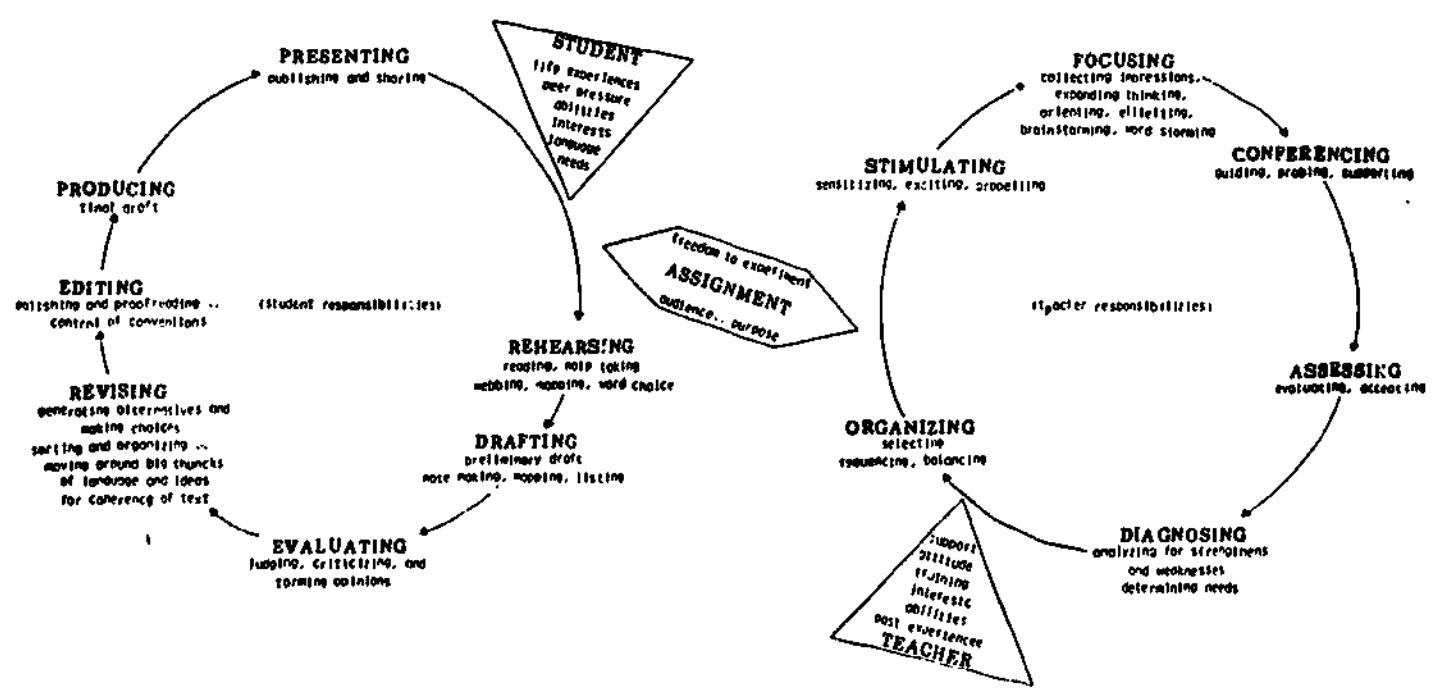 PRESENTING
publishing and sharing
STUDENT
life experiences
peer pressure
abilities
interests
language
needs
PRODUCING
final draft
EDITING
polishing and proofreading ..
content of conventions
(student responsibilities)
REVISING
generating alternatives and
making choices
sorting and organizing ..
moving around big chuncks
of language and ideas
for coherence of text
REHEARSING
reading, note taking
webbing, mapping, word choice
DRAFTING
preliminary draft
note making, mapping, listing
EVALUATING
judging, criticizing, and
forming opinions
freedom to experiment
ASSIGNMENT
audience.. purpose
FOCUSING
collecting impressions,
expanding thinking,
orienting, eliciting,
brainstorming, word storming
CONFERENCING
guiding, probing, supporting
STIMULATING
sensitizing, exciting, propelling
(teacher responsibilities)
ASSESSING
evaluating, accepting
ORGANIZING
selecting
sequencing, balancing
DIAGNOSING
analyzing for strengthens
and weaknesses
determining needs
support
attitude
training
interests
abilities
past experiences
TEACHER